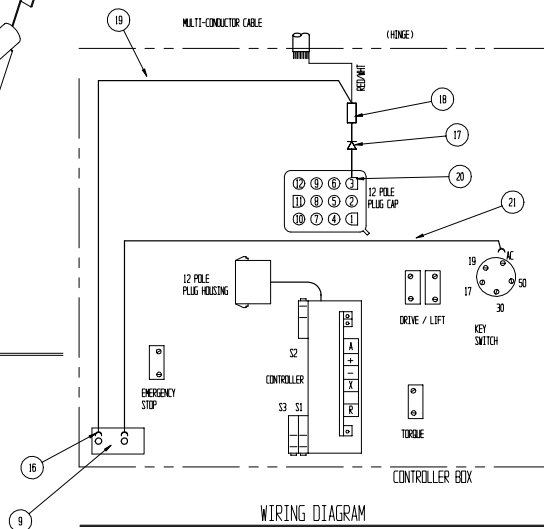 19
MULTI-CONDUCTOR CABLE
(HINGE)
RED/WHT
18
17
20
12 9 6 3
11 8 5 2
10 7 4 1
12 POLE
PLUG CAP
21
AC
19
50
17
30
KEY
SWITCH
12 POLE
PLUG HOUSING
DRIVE / LIFT
S2
A
+
-
X
R
CONTROLLER
EMERGENCY
STOP
S3 S1
TORQUE
16
9
CONTROLLER BOX
WIRING DIAGRAM